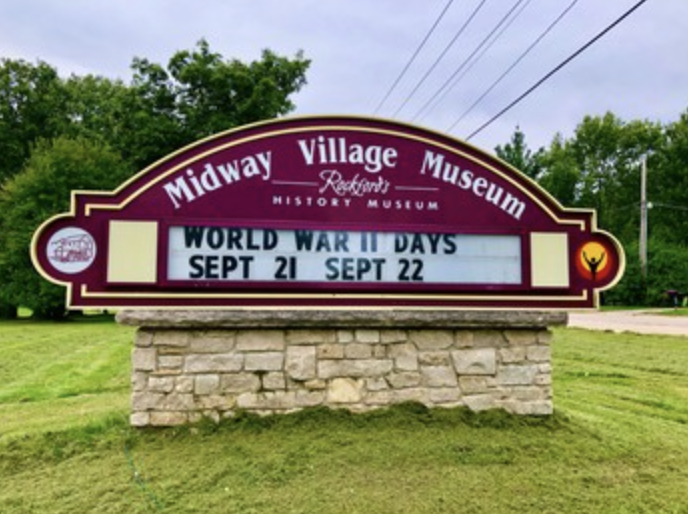 Midway Village Museum
Rockford's
HISTORY MUSEUM
WORLD WAR II DAYS
SEPT 21 SEPT 22